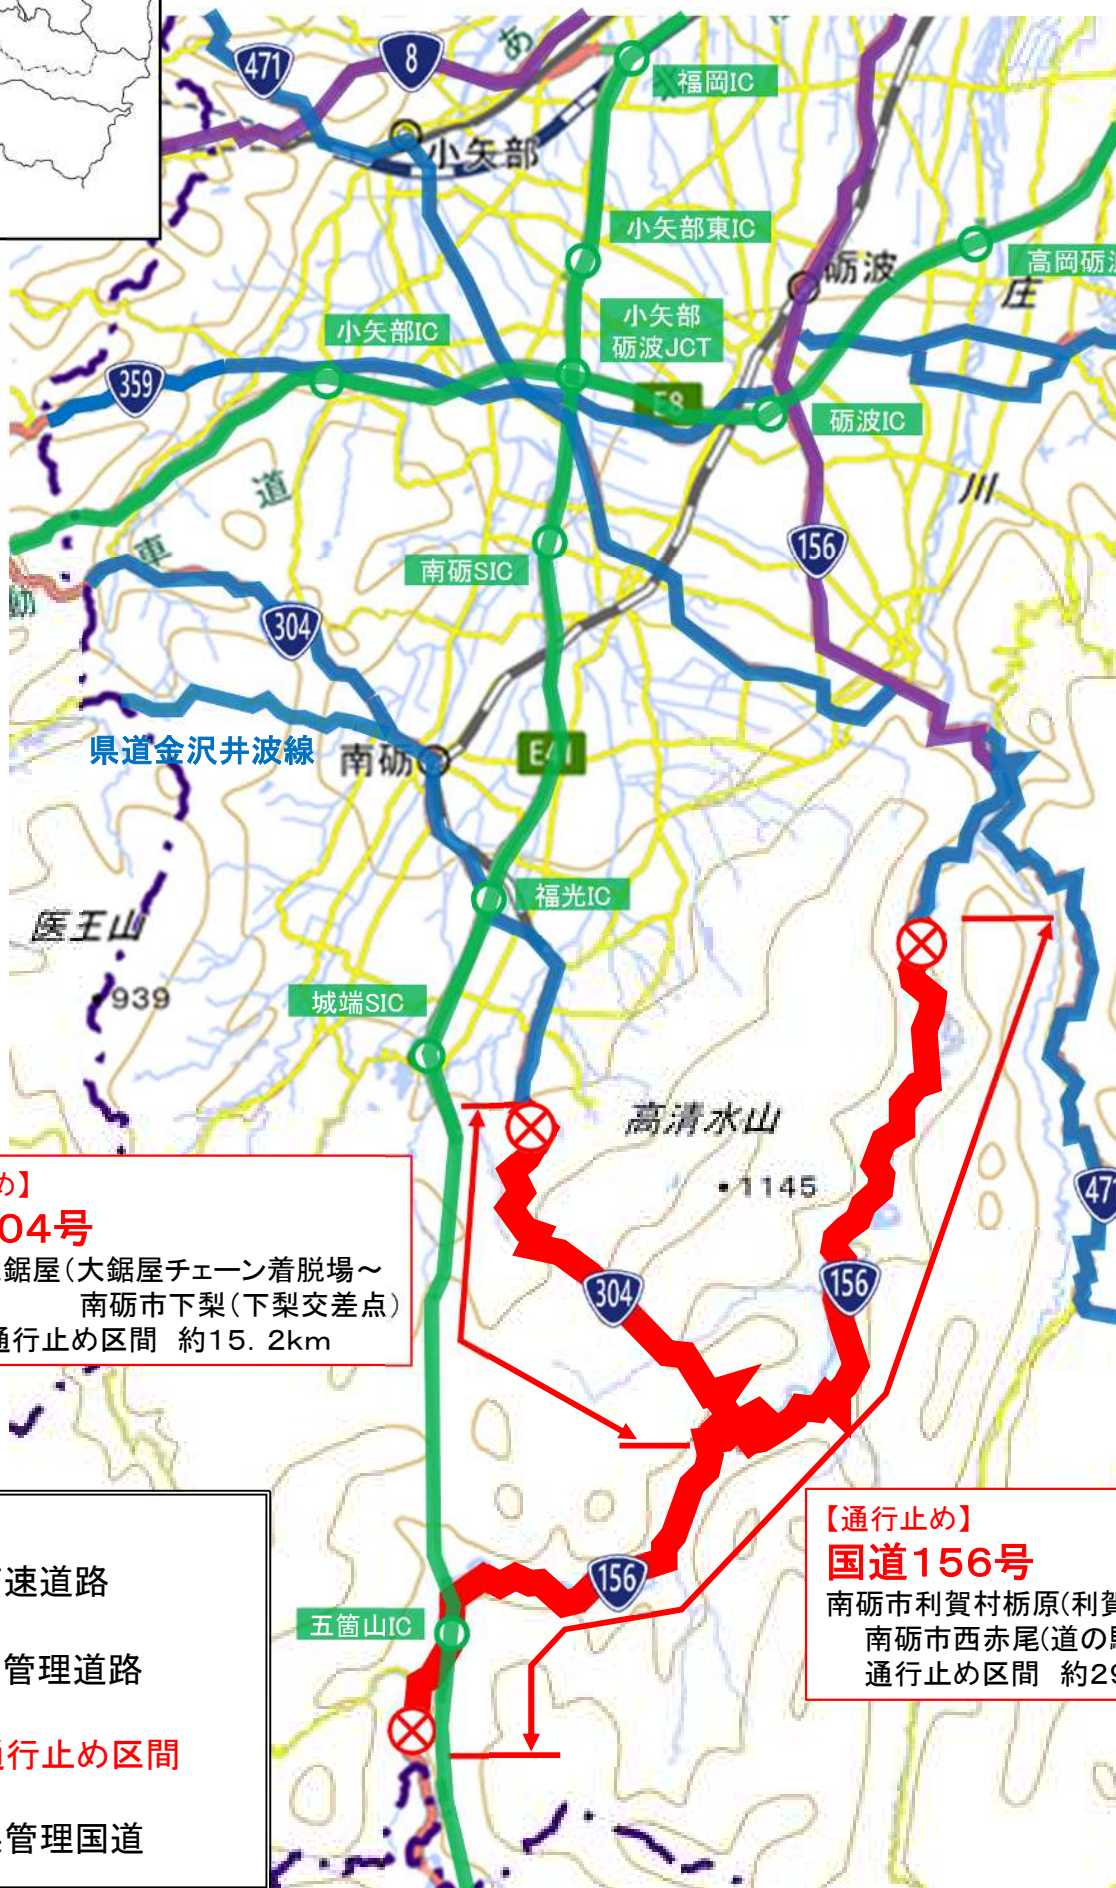 471
8
あ
福岡IC
小矢部
小矢部東IC
砺波
高岡砺
庄
小矢部IC
小矢部
砺波JCT
359
E8
砺波IC
道
川
車
156
南砺SIC
動
304
県道金沢井波線
南砺
E41
福光IC
医王山
939
城端SIC
高清水山
1145
471
め】
04号
鋸屋(大鋸屋チェーン着脱場～
南砺市下梨(下梨交差点)
通行止め区間 約15.2km
304
156
【通行止め】
国道156号
南砺市利賀村栃原(利賀
南砺市西赤尾(道の駅
通行止め区間 約29
156
五箇山IC
速道路
管理道路
行止め区間
管理国道